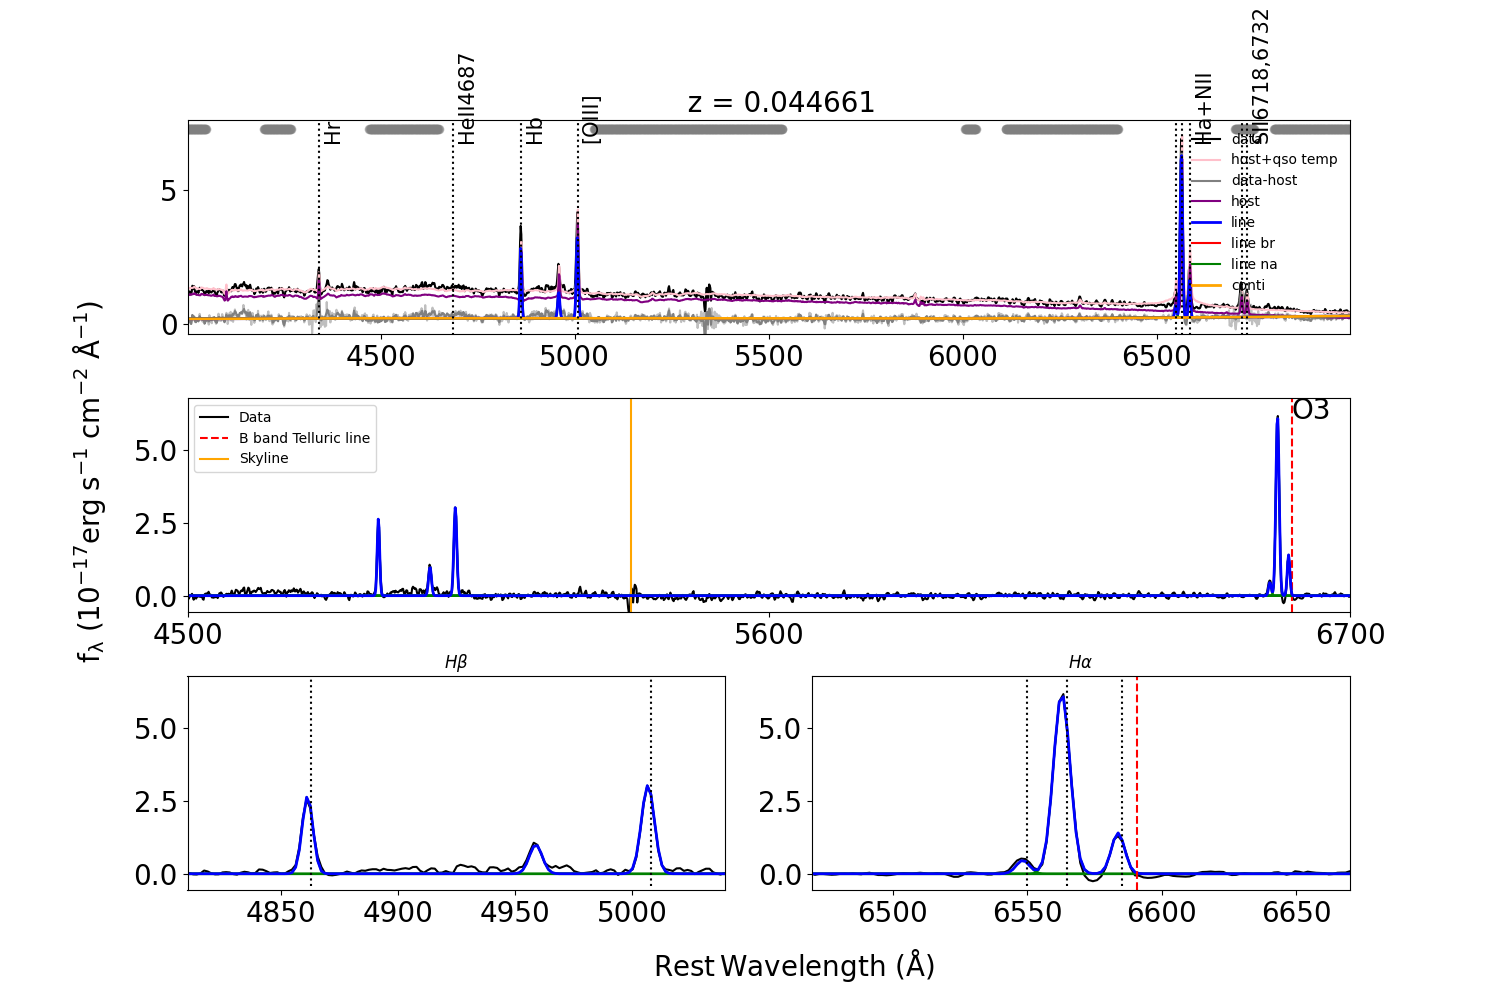 z = 0.044661
Hr
HeII4687
Hb
[OIII]
Ha+NII
SII6718,6732
data
host+qso temp
data-host
host
line
line br
line na
conti
5
0
4500
5000
5500
6000
6500
fλ (10⁻¹⁷erg s⁻¹ cm⁻² Å⁻¹)
Data
B band Telluric line
Skyline
O3
5.0
2.5
0.0
4500
5600
6700
Hβ
5.0
2.5
0.0
4850
4900
4950
5000
Hα
5.0
2.5
0.0
6500
6550
6600
6650
Rest Wavelength (Å)